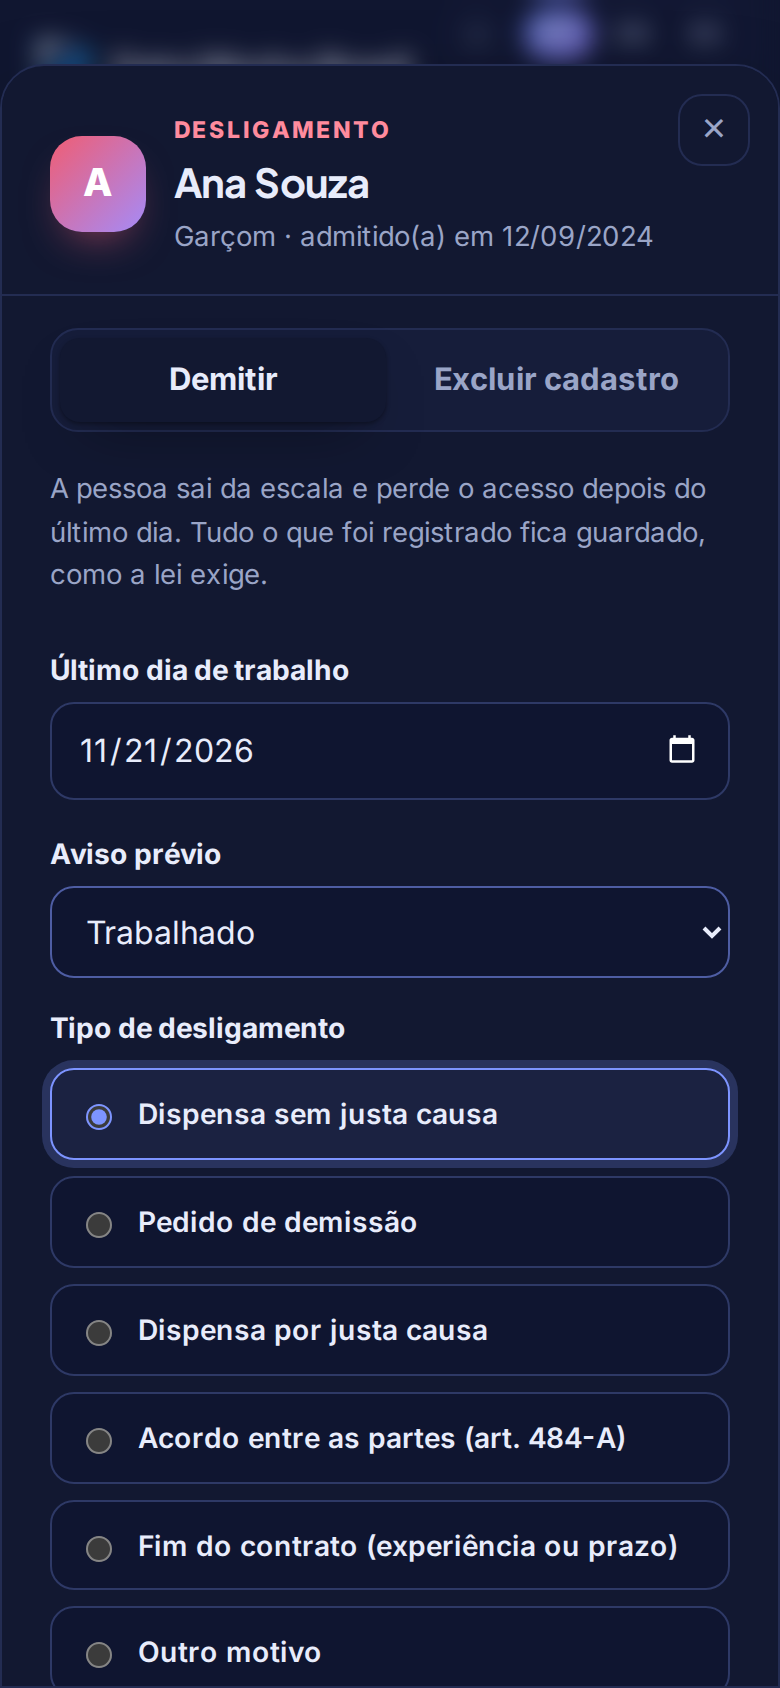 DESLIGAMENTO
Ana Souza
A
Garçom · admitido(a) em 12/09/2024
Demitir
Excluir cadastro
A pessoa sai da escala e perde o acesso depois do
último dia. Tudo o que foi registrado fica guardado,
como a lei exige.
Último dia de trabalho
11/21/2026
Aviso prévio
Trabalhado
Tipo de desligamento
Dispensa sem justa causa
Pedido de demissão
Dispensa por justa causa
Acordo entre as partes (art. 484-A)
Fim do contrato (experiência ou prazo)
Outro motivo